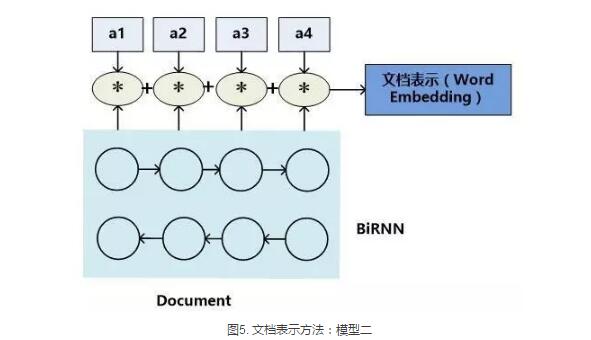 a1 a2 a3 a4
* + * + * + *
文档表示（Word
Embedding）
BiRNN
Document
图5. 文档表示方法：模型二